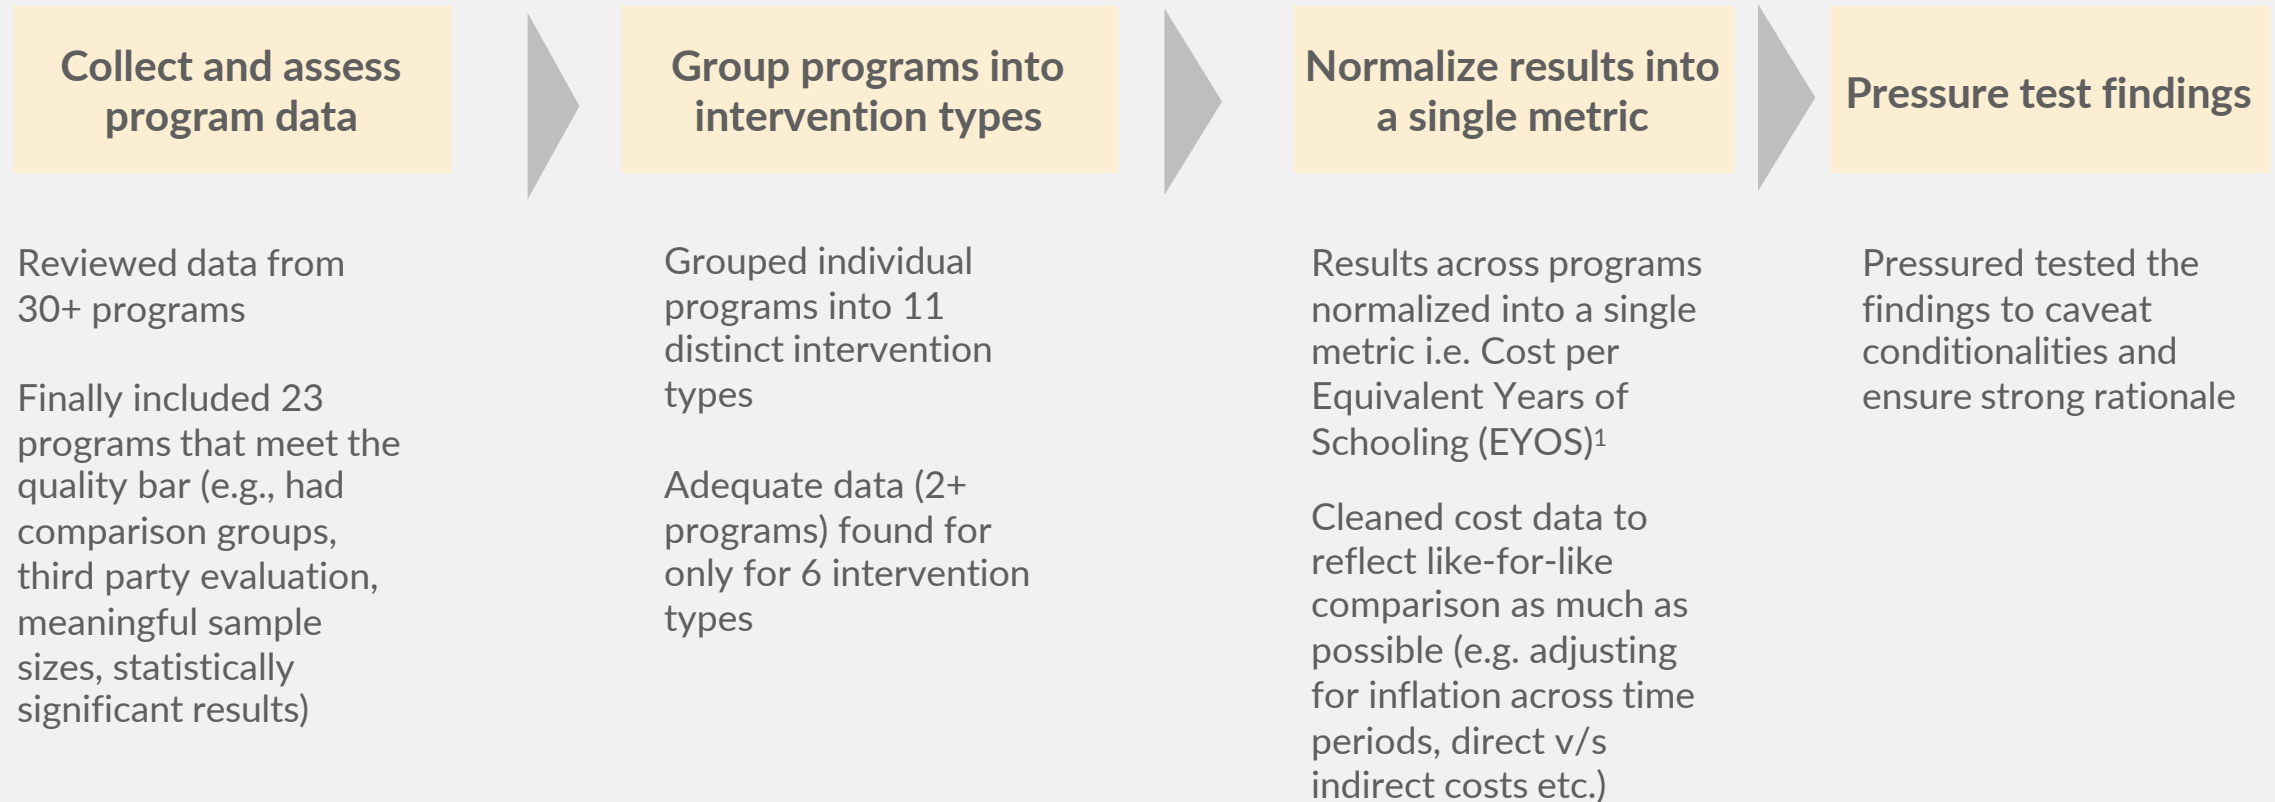 Collect and assess
program data
Group programs into
intervention types
Normalize results into
a single metric
Pressure test findings
Reviewed data from
30+ programs
Finally included 23
programs that meet the
quality bar (e.g., had
comparison groups,
third party evaluation,
meaningful sample
sizes, statistically
significant results)
Grouped individual
programs into 11
distinct intervention
types
Adequate data (2+
programs) found for
only for 6 intervention
types
Results across programs
normalized into a single
metric i.e. Cost per
Equivalent Years of
Schooling (EYOS)¹
Cleaned cost data to
reflect like-for-like
comparison as much as
possible (e.g. adjusting
for inflation across time
periods, direct v/s
indirect costs etc.)
Pressured tested the
findings to caveat
conditionalities and
ensure strong rationale